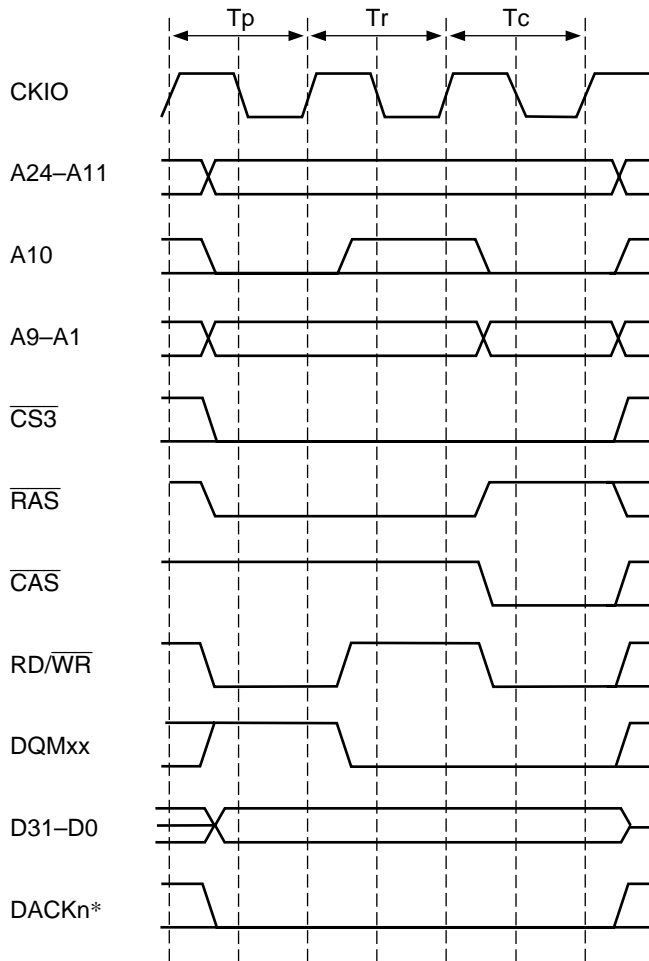 Tp Tr Tc
CKIO
A24–A11
A10
A9–A1
CS3
RAS
CAS
RD/WR
DQMxx
D31–D0
DACKn*